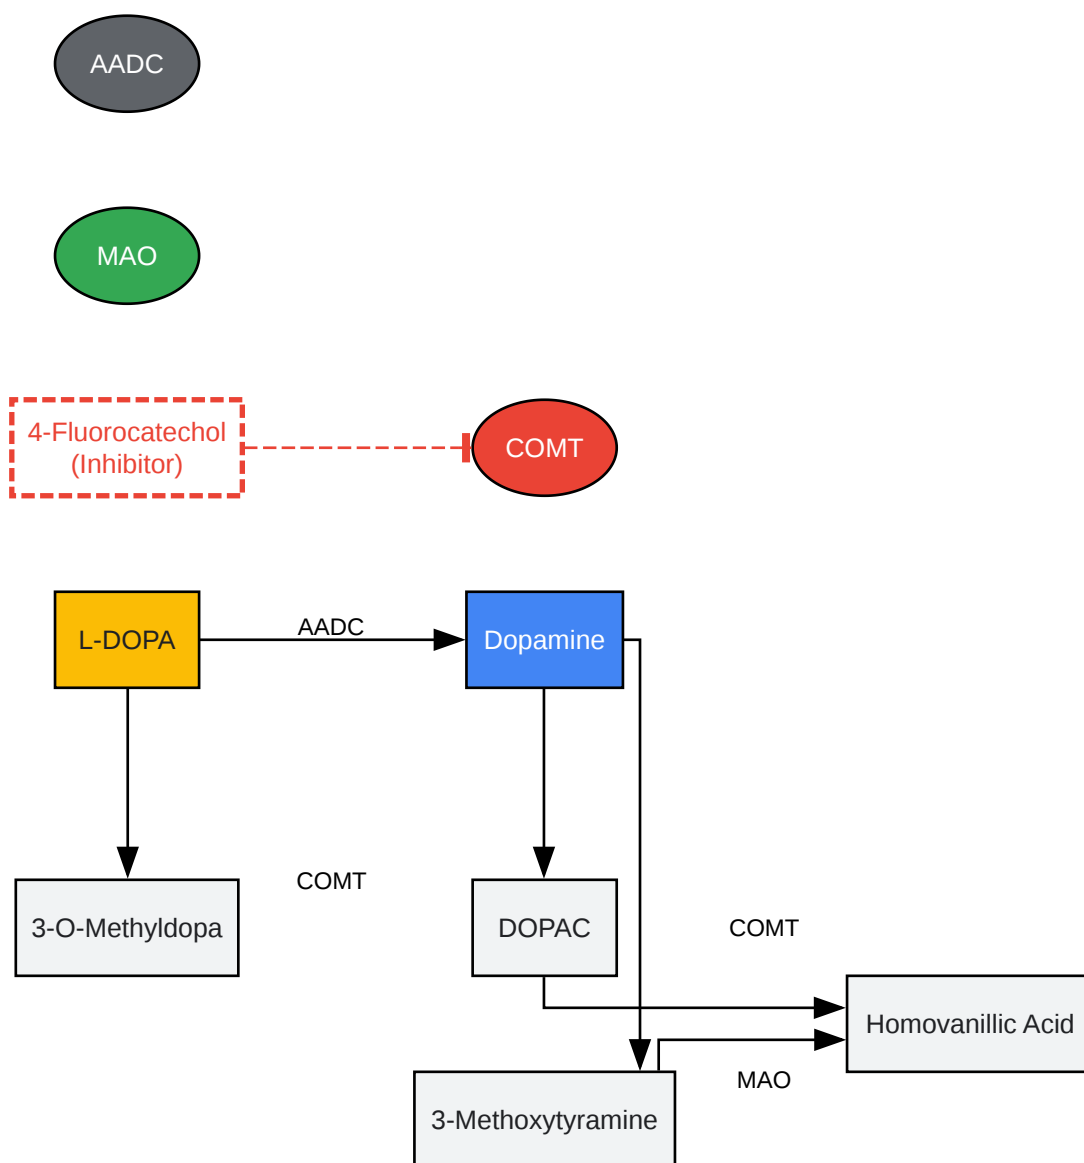 AADC
MAO
4-Fluorocatechol
(Inhibitor)
COMT
L-DOPA
AADC
Dopamine
COMT
3-O-Methyldopa
DOPAC
COMT
Homovanillic Acid
MAO
3-Methoxytyramine